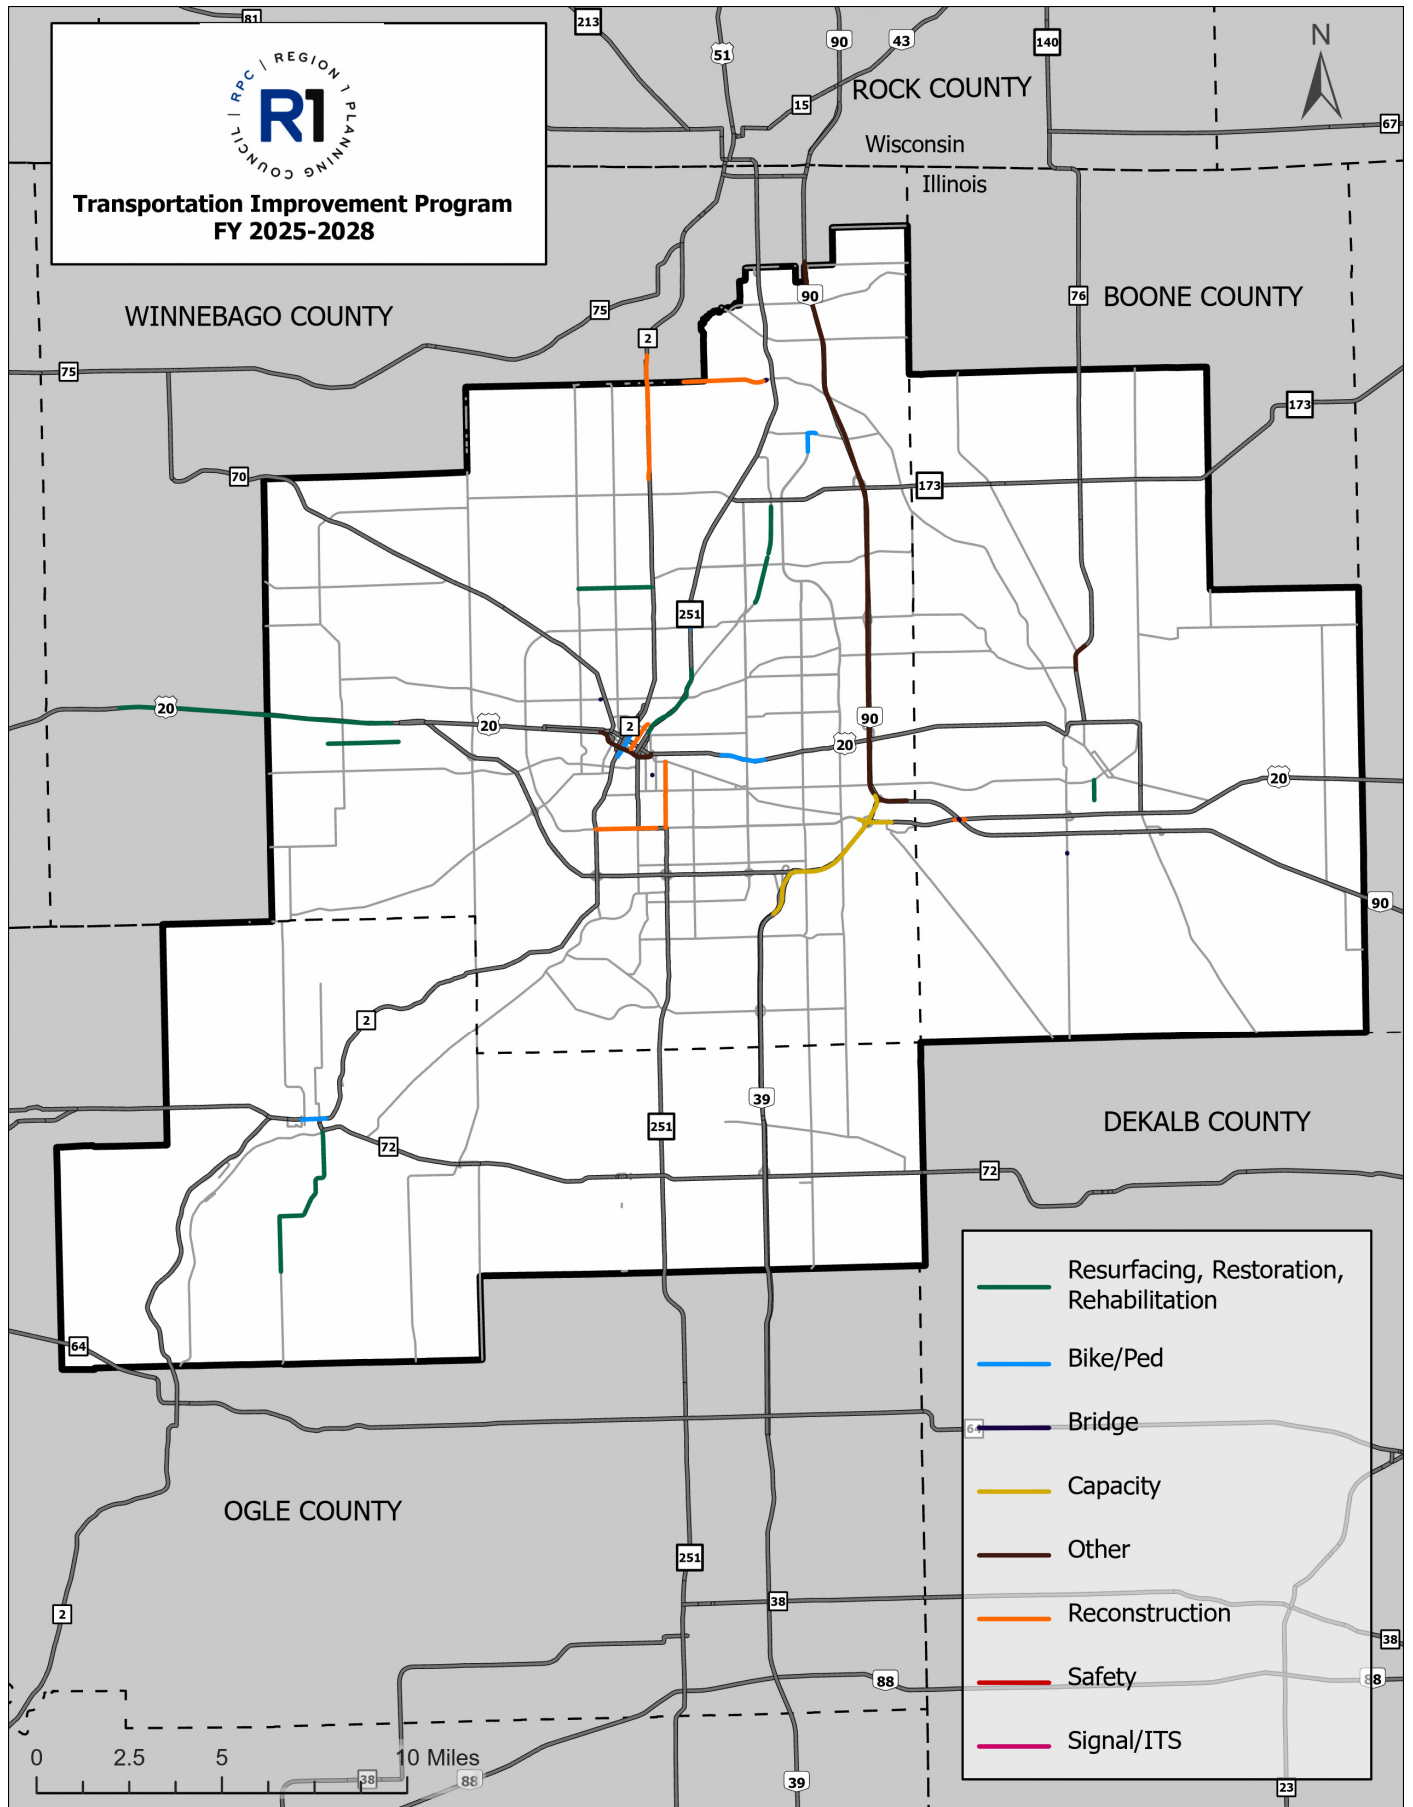 81
213
51
90
43
140
N
RPC | REGION 1 PLANNING COUNCIL |
R1
ROCK COUNTY
15
67
Wisconsin
Illinois
Transportation Improvement Program
FY 2025-2028
WINNEBAGO COUNTY
75
90
76
BOONE COUNTY
2
75
173
70
173
251
20
20
2
90
20
20
90
2
39
251
72
DEKALB COUNTY
72
64
Resurfacing, Restoration,
Rehabilitation
Bike/Ped
64
Bridge
Capacity
OGLE COUNTY
Other
251
2
38
Reconstruction
38
88
Safety
88
Signal/ITS
0 2.5 5 10 Miles
38
88
39
23